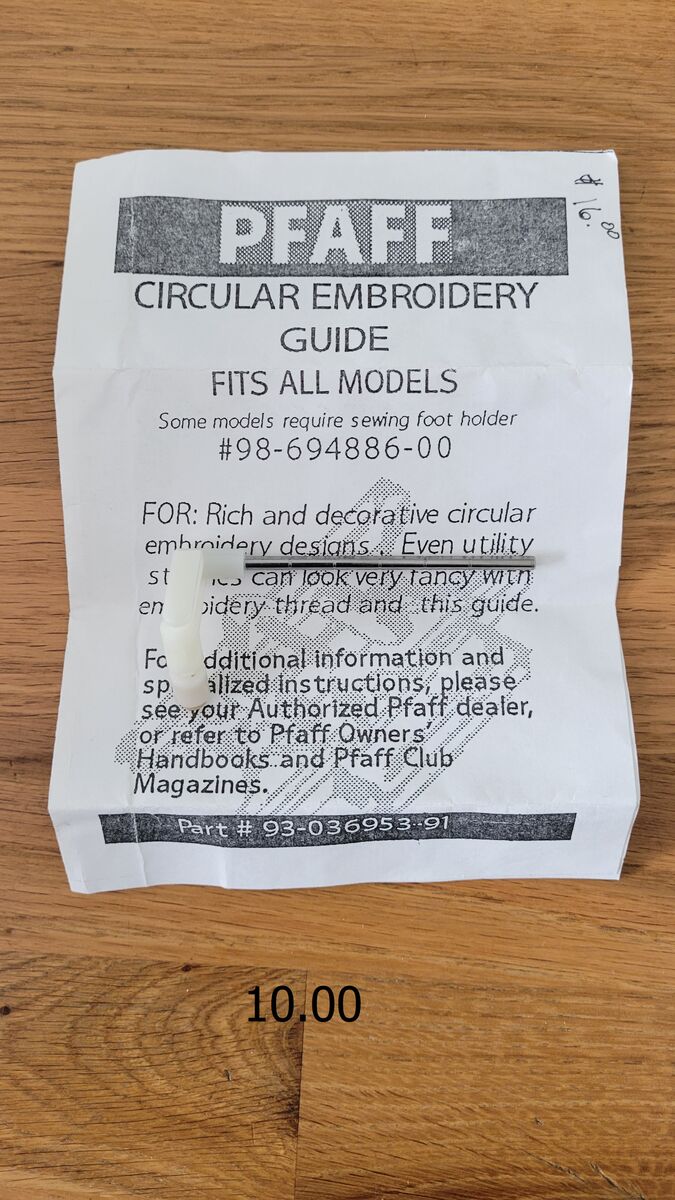 $16.00
PFAFF
CIRCULAR EMBROIDERY
GUIDE
FITS ALL MODELS
Some models require sewing foot holder
#98-694886-00
FOR: Rich and decorative circular
embroidery designs... Even utility
can look very fancy with
embroidery thread and this guide.
For additional information and
specialized instructions, please
see your Authorized Pfaff dealer,
or refer to Pfaff Owners'
Handbooks and Pfaff Club
Magazines.
Part # 93-036953-91
10.00